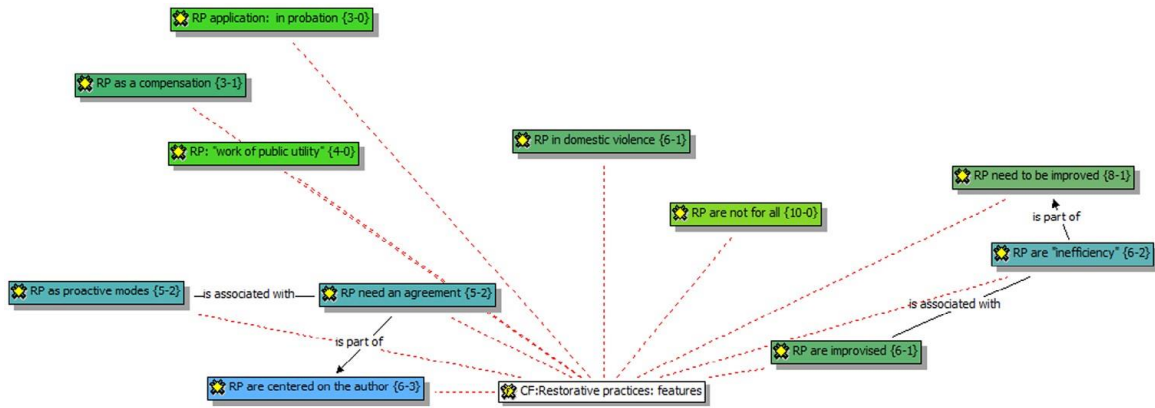 RP application:  in probation {3-0}
RP as a compensation {3-1}
RP: "work of public utility" {4-0}
RP in domestic violence {6-1}
RP need to be improved {8-1}
RP are not for all {10-0}
is part of
RP are "inefficiency" {6-2}
RP as proactive modes {5-2}
is associated with
RP need an agreement {5-2}
is associated with
is part of
RP are improvised {6-1}
RP are centered on the author {6-3}
CF:Restorative practices: features